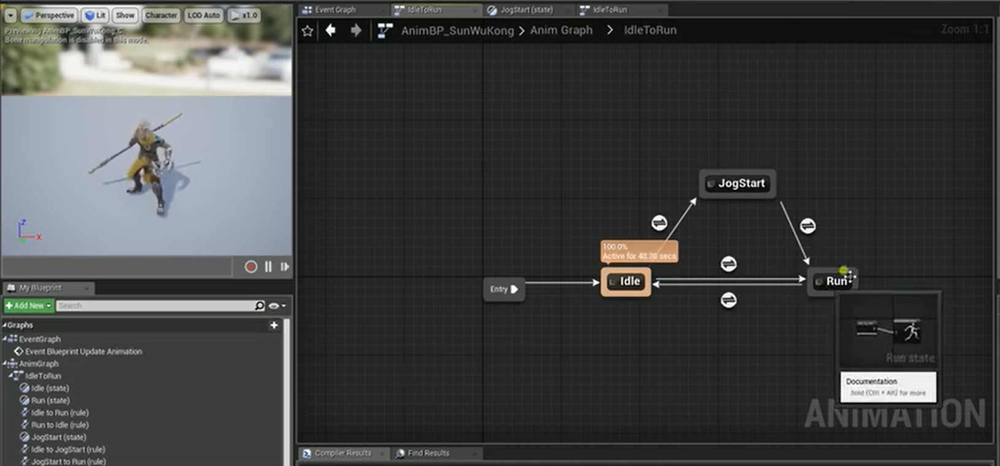 Perspective
Lit
Show
Character
LOD Auto
x1.0
Previewing AnimBP_SunWuKong_C.
Bone manipulation is disabled in this mode.
Z
X
Event Graph
IdleToRun
JogStart (state)
IdleToRun
AnimBP_SunWuKong > Anim Graph > IdleToRun
Zoom 1:1
JogStart
100.0%
Active for 40.38 secs
Entry
Idle
Run
Run state
Documentation
hold (Ctrl + Alt) for more
ANIMATION
My Blueprint
+Add New
Search
Graphs
EventGraph
Event Blueprint Update Animation
AnimGraph
IdleToRun
Idle (state)
Run (state)
Idle to Run (rule)
Run to Idle (rule)
JogStart (state)
Idle to JogStart (rule)
JogStart to Run (rule)
Compiler Results
Find Results